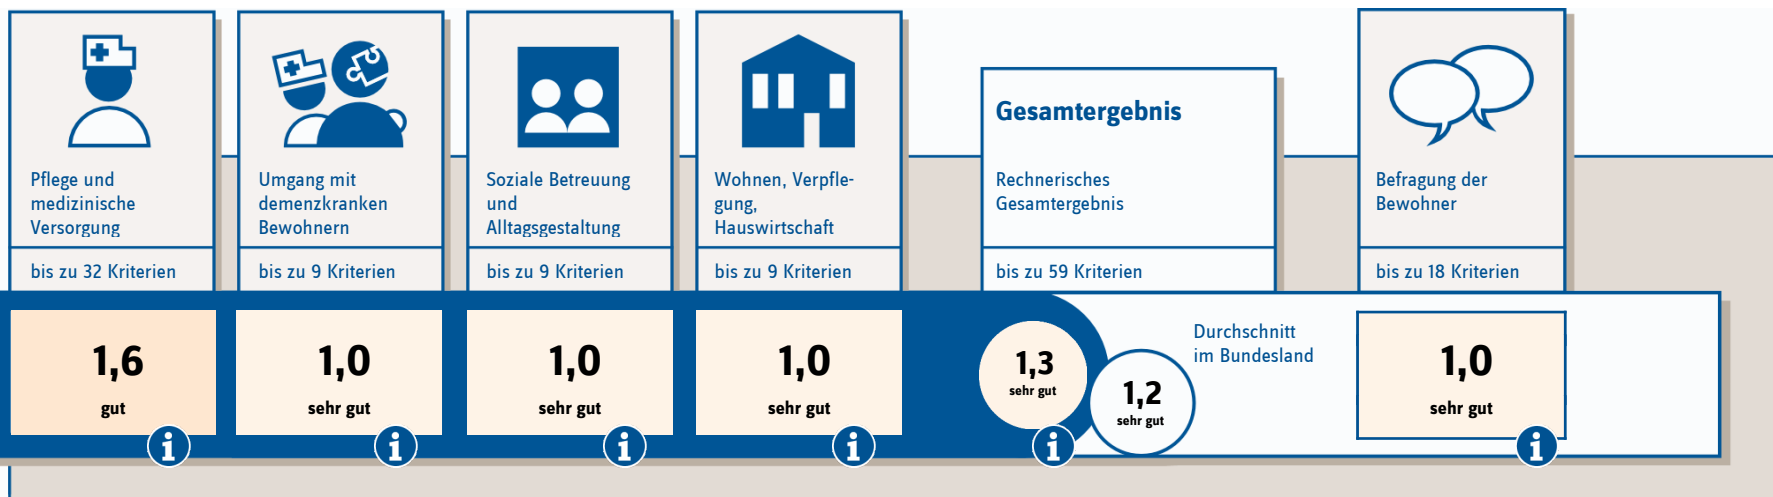 Pflege und
medizinische
Versorgung
bis zu 32 Kriterien
1,6
gut
Umgang mit
demenzkranken
Bewohnern
bis zu 9 Kriterien
1,0
sehr gut
Soziale Betreuung
und
Alltagsgestaltung
bis zu 9 Kriterien
1,0
sehr gut
Wohnen, Verpfle-
gung,
Hauswirtschaft
bis zu 9 Kriterien
1,0
sehr gut
Gesamtergebnis
Rechnerisches
Gesamtergebnis
bis zu 59 Kriterien
1,3
sehr gut
1,2
sehr gut
Durchschnitt
im Bundesland
Befragung der
Bewohner
bis zu 18 Kriterien
1,0
sehr gut